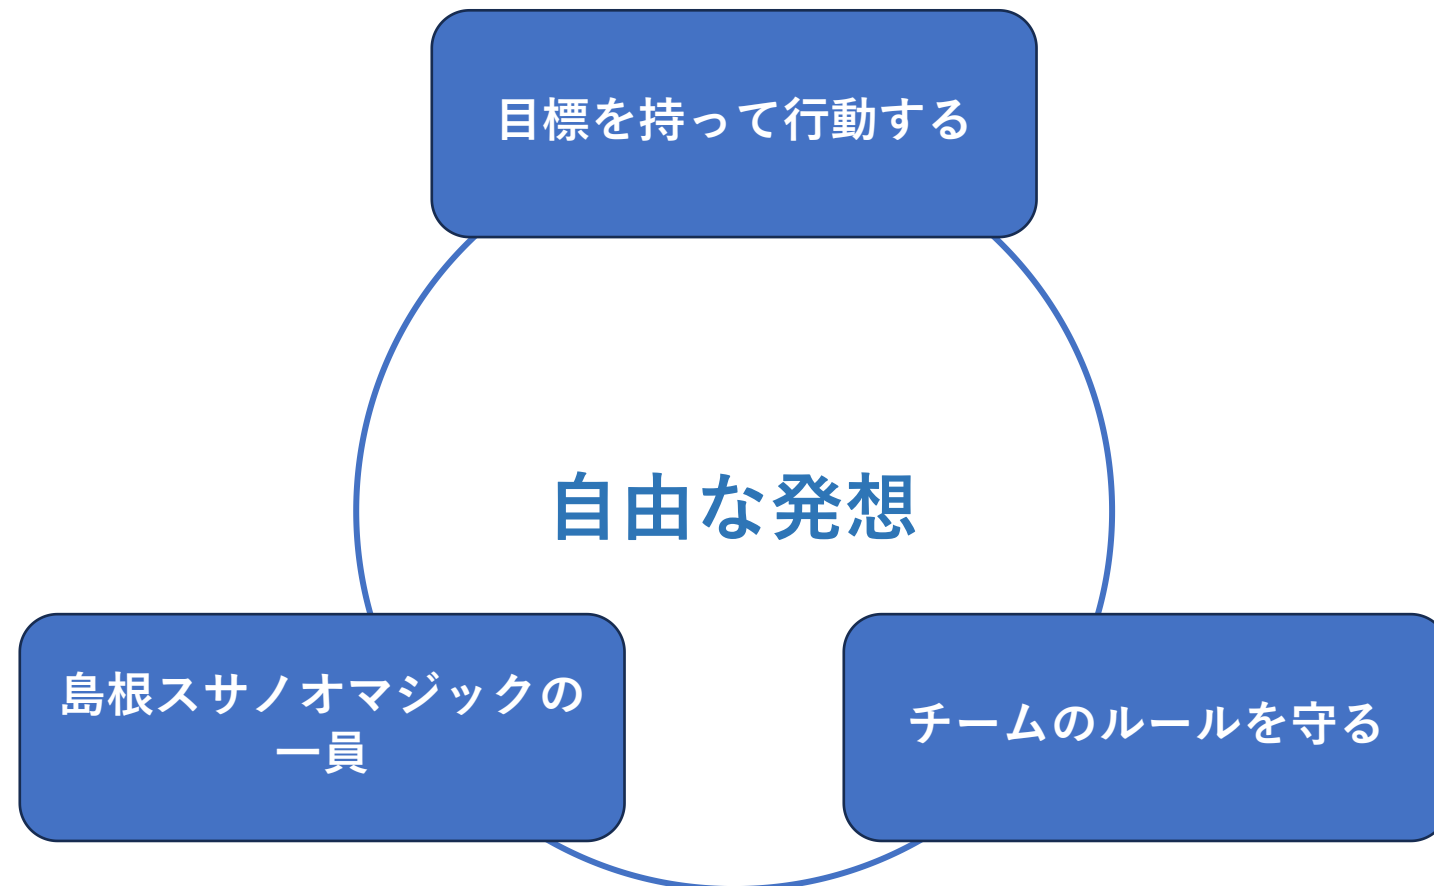 目標を持って行動する
自由な発想
島根スサノオマジックの
一員
チームのルールを守る